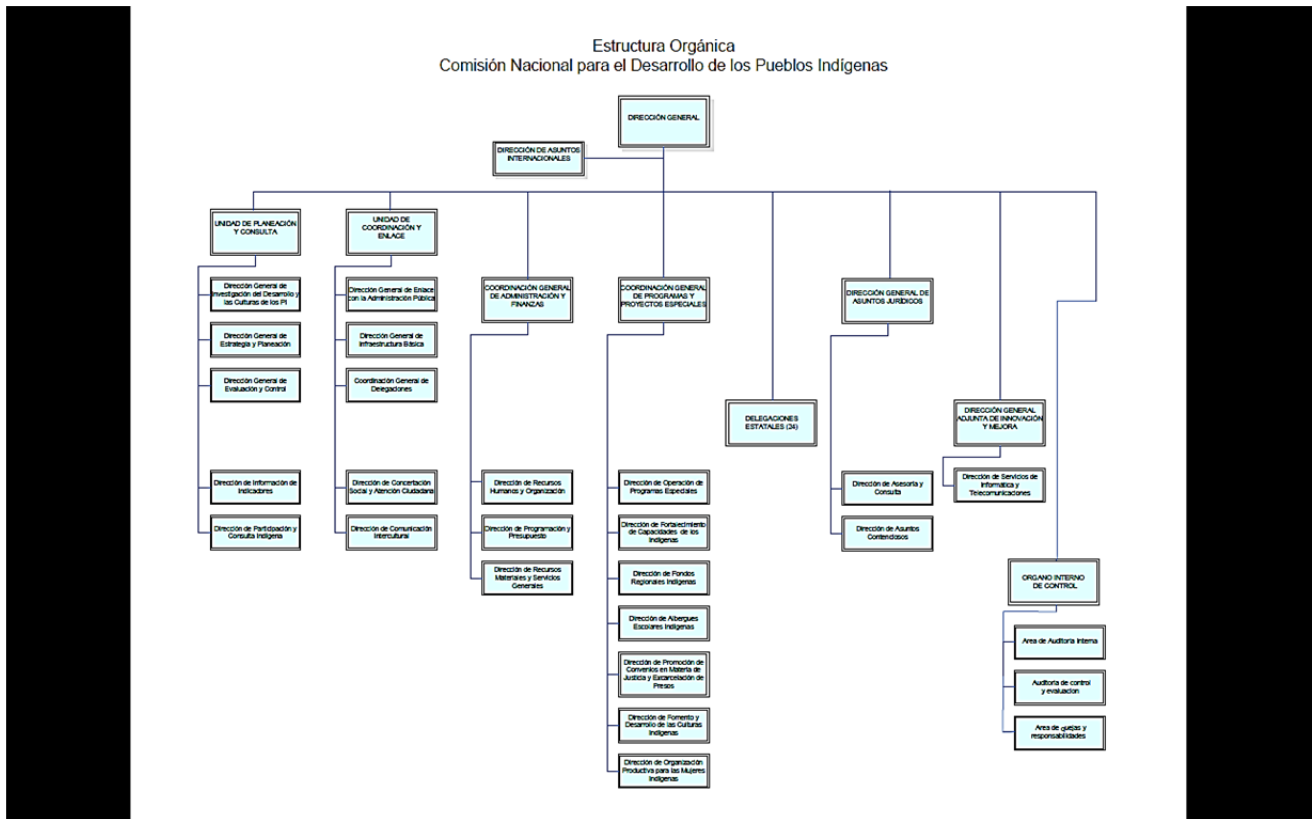 Estructura Orgánica
Comisión Nacional para el Desarrollo de los Pueblos Indígenas
DIRECCIÓN GENERAL
DIRECCIÓN DE ASUNTOS
INTERNACIONALES
UNIDAD DE PLANEACIÓN
Y CONSULTA
Dirección General de
Investigación del Desarrollo y
las Culturas de los PI
Dirección General de
Estrategia y Planeación
Dirección General de
Evaluación y Control
Dirección de Información de
Indicadores
Dirección de Participación y
Consulta Indígena
UNIDAD DE
COORDINACIÓN Y
ENLACE
Dirección General de Enlace
con la Administración Pública
Dirección General de
Infraestructura Básica
Coordinación General de
Delegaciones
Dirección de Concertación
Social y Atención Ciudadana
Dirección de Comunicación
Intercultural
COORDINACIÓN GENERAL
DE ADMINISTRACIÓN Y
FINANZAS
Dirección de Recursos
Humanos y Organización
Dirección de Programación y
Presupuesto
Dirección de Recursos
Materiales y Servicios
Generales
COORDINACIÓN GENERAL
DE PROGRAMAS Y
PROYECTOS ESPECIALES
Dirección de Operación de
Programas Especiales
Dirección de Fortalecimiento
de Capacidades de los
Indígenas
Dirección de Fondos
Regionales Indígenas
Dirección de Albergues
Escolares Indígenas
Dirección de Promoción de
Convenios en Materia de
Justicia y Excarcelación de
Presos
Dirección de Fomento y
Desarrollo de las Culturas
Indígenas
Dirección de Organización
Productiva para las Mujeres
Indígenas
DELEGACIONES
ESTATALES (24)
DIRECCIÓN GENERAL DE
ASUNTOS JURÍDICOS
Dirección de Asesoría y
Consulta
Dirección de Asuntos
Contenciosos
DIRECCIÓN GENERAL
ADJUNTA DE INNOVACIÓN
Y MEJORA
Dirección de Servicios de
Informática y
Telecomunicaciones
ORGANO INTERNO
DE CONTROL
Area de Auditoría Interna
Auditoria de control
y evaluacion
Area de quejas y
responsabilidades